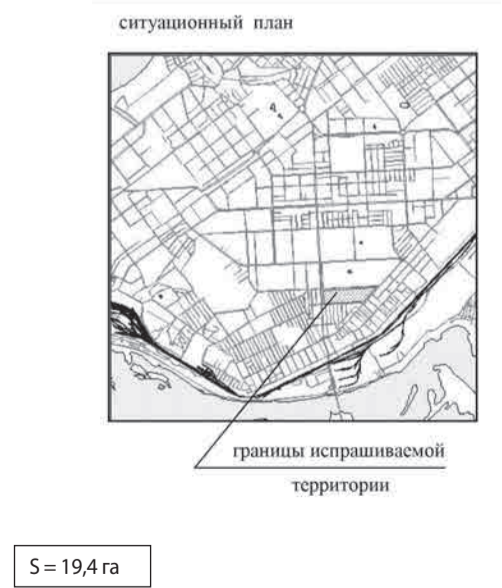 ситуационный план
границы испрашиваемой
территории
S = 19,4 га